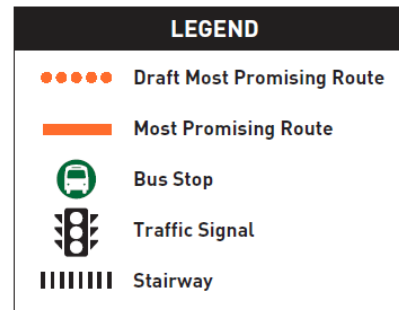 LEGEND
Draft Most Promising Route
Most Promising Route
Bus Stop
Traffic Signal
Stairway